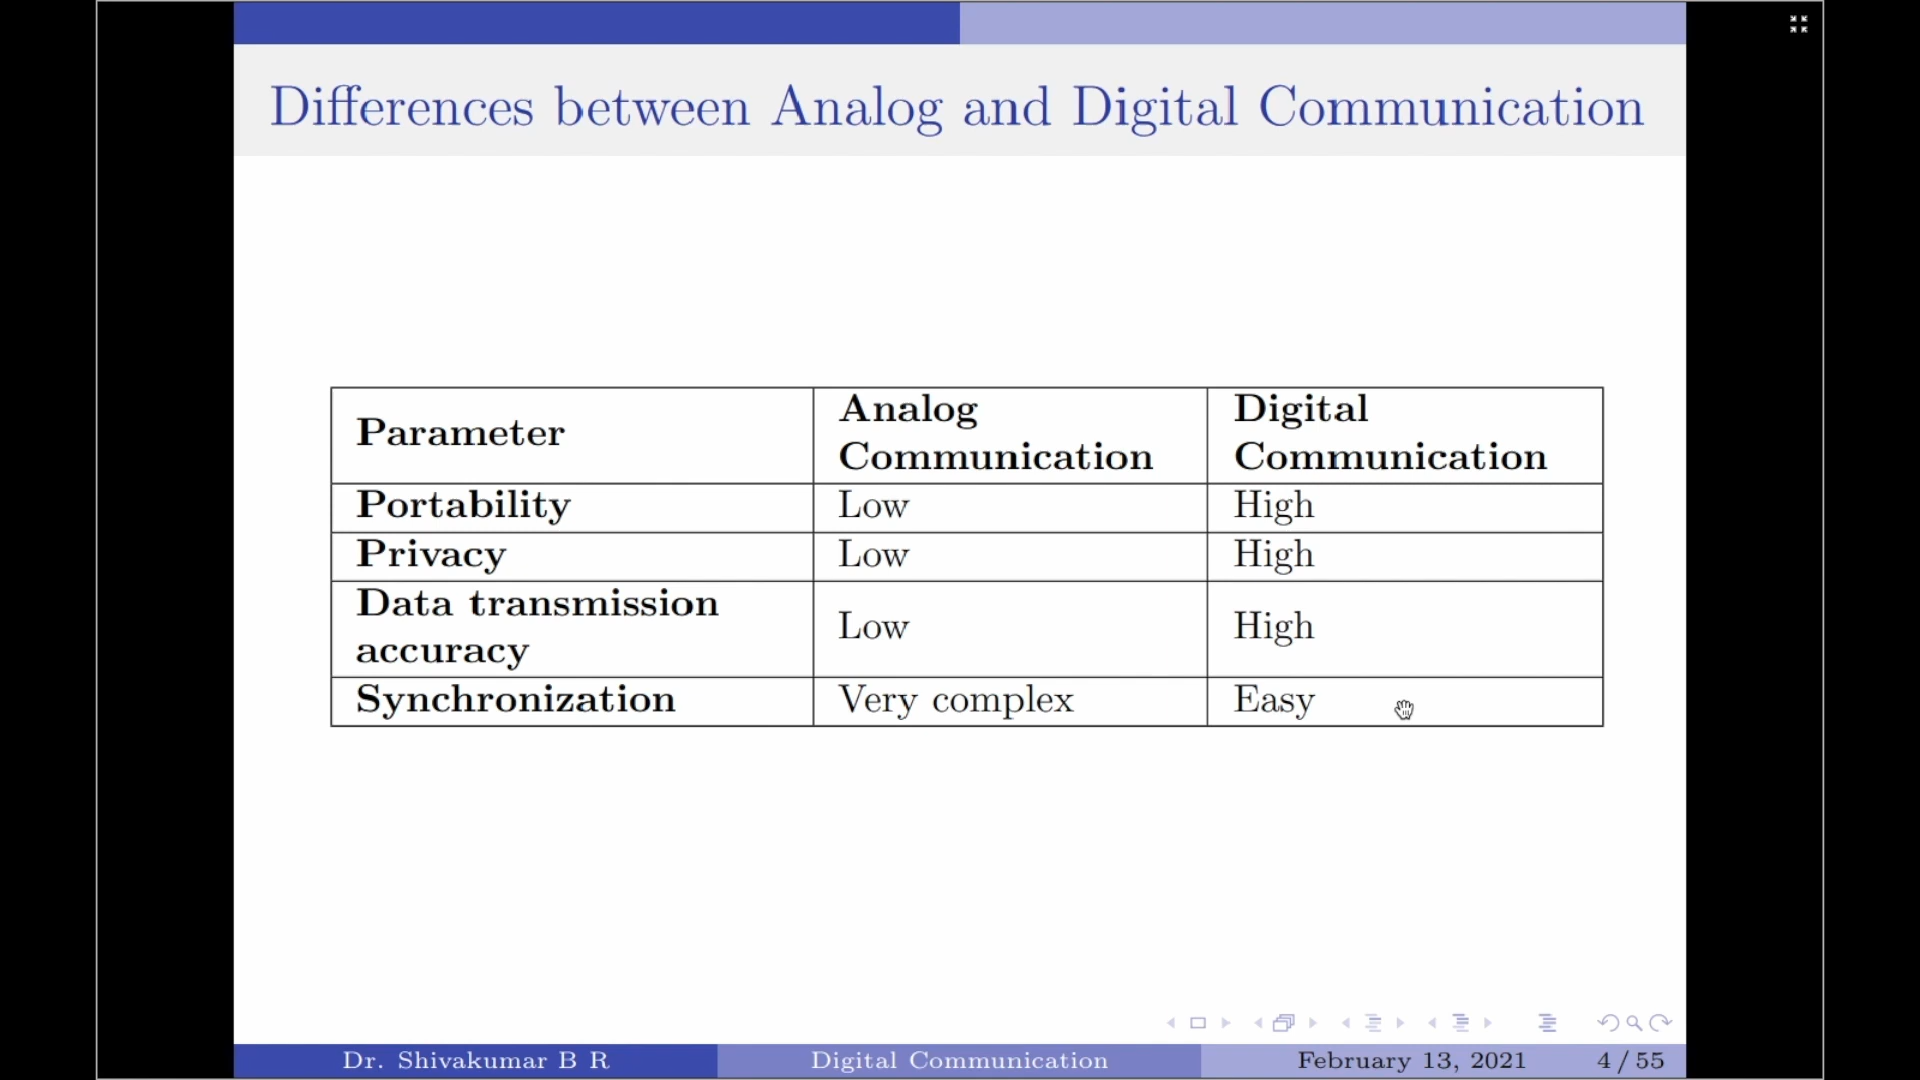 Differences between Analog and Digital Communication
Parameter
Analog
Communication
Digital
Communication
Portability
Low
High
Privacy
Low
High
Data transmission
accuracy
Low
High
Synchronization
Very complex
Easy
Dr. Shivakumar B R
Digital Communication
February 13, 2021
4 / 55